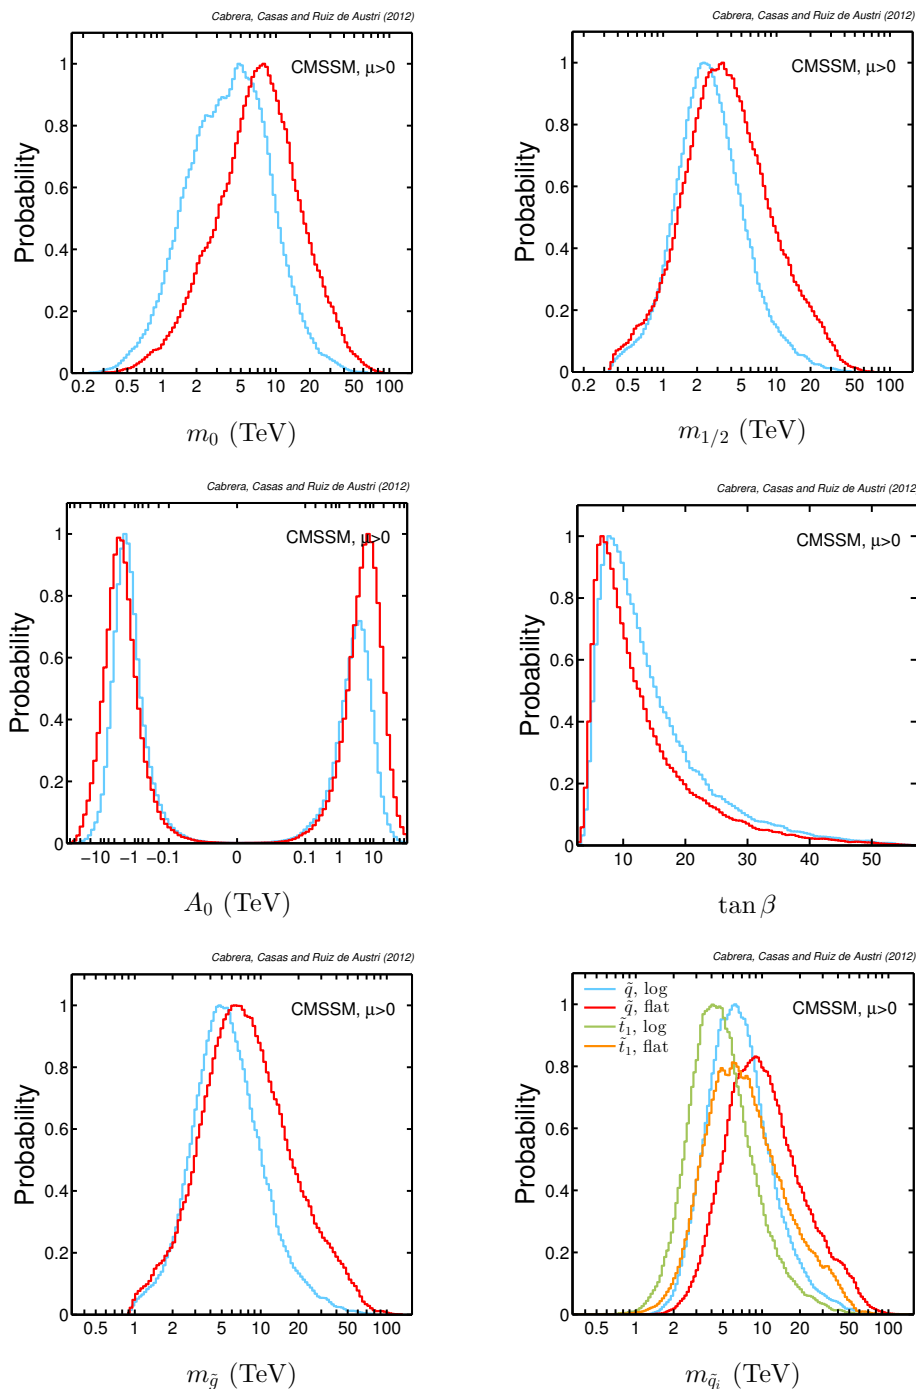 Cabrera, Casas and Ruiz de Austri (2012)
CMSSM, μ>0
Probability
1
0.8
0.6
0.4
0.2
0
0.2 0.5 1 2 5 10 20 50 100
m₀ (TeV)
Cabrera, Casas and Ruiz de Austri (2012)
CMSSM, μ>0
Probability
1
0.8
0.6
0.4
0.2
0
0.2 0.5 1 2 5 10 20 50 100
m₁/₂ (TeV)
Cabrera, Casas and Ruiz de Austri (2012)
CMSSM, μ>0
Probability
1
0.8
0.6
0.4
0.2
0
−10 −1 −0.1 0 0.1 1 10
A₀ (TeV)
Cabrera, Casas and Ruiz de Austri (2012)
CMSSM, μ>0
Probability
1
0.8
0.6
0.4
0.2
0
10 20 30 40 50
tan β
Cabrera, Casas and Ruiz de Austri (2012)
CMSSM, μ>0
Probability
1
0.8
0.6
0.4
0.2
0
0.5 1 2 5 10 20 50 100
m_g̃ (TeV)
Cabrera, Casas and Ruiz de Austri (2012)
q̃, log
q̃, flat
t̃₁, log
t̃₁, flat
CMSSM, μ>0
Probability
1
0.8
0.6
0.4
0.2
0
0.5 1 2 5 10 20 50 100
m_q̃ᵢ (TeV)